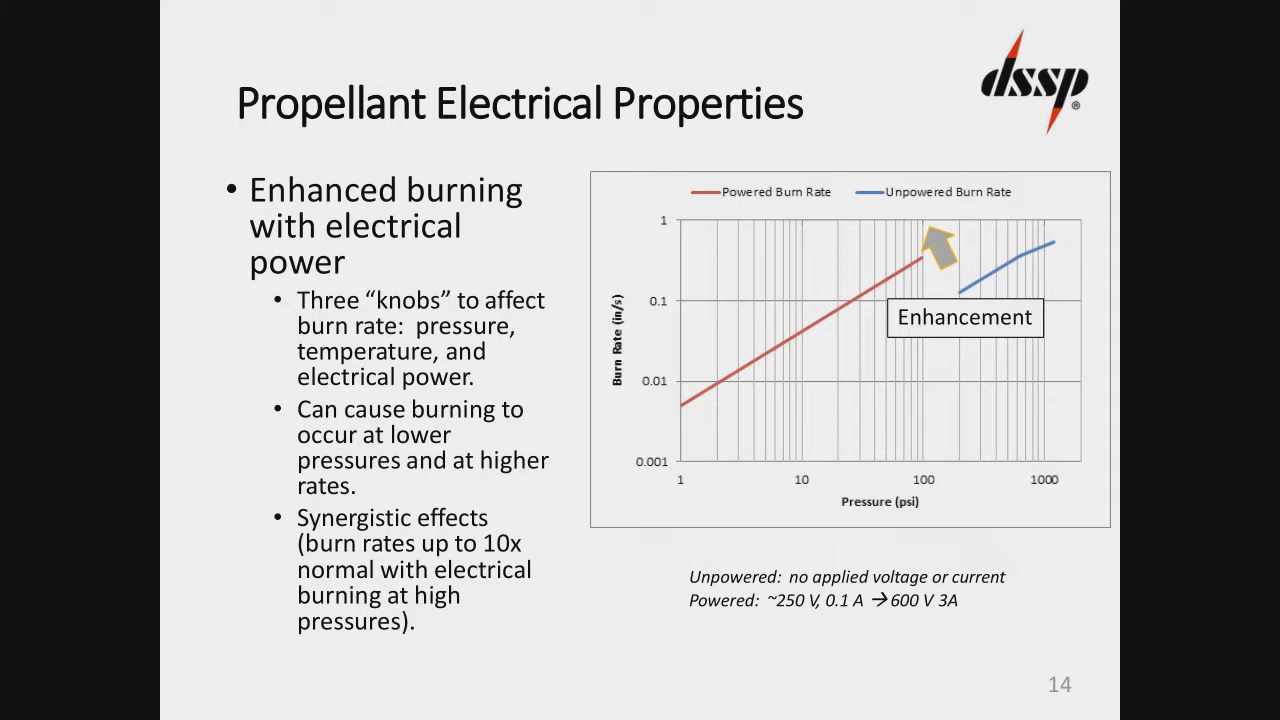 dssp®
Propellant Electrical Properties
• Enhanced burning
with electrical
power
• Three “knobs” to affect
burn rate: pressure,
temperature, and
electrical power.
• Can cause burning to
occur at lower
pressures and at higher
rates.
• Synergistic effects
(burn rates up to 10x
normal with electrical
burning at high
pressures).
Powered Burn Rate
Unpowered Burn Rate
Burn Rate (in/s)
1
0.1
0.01
0.001
Enhancement
1 10 100 1000
Pressure (psi)
Unpowered: no applied voltage or current
Powered: ~250 V, 0.1 A → 600 V 3A
14